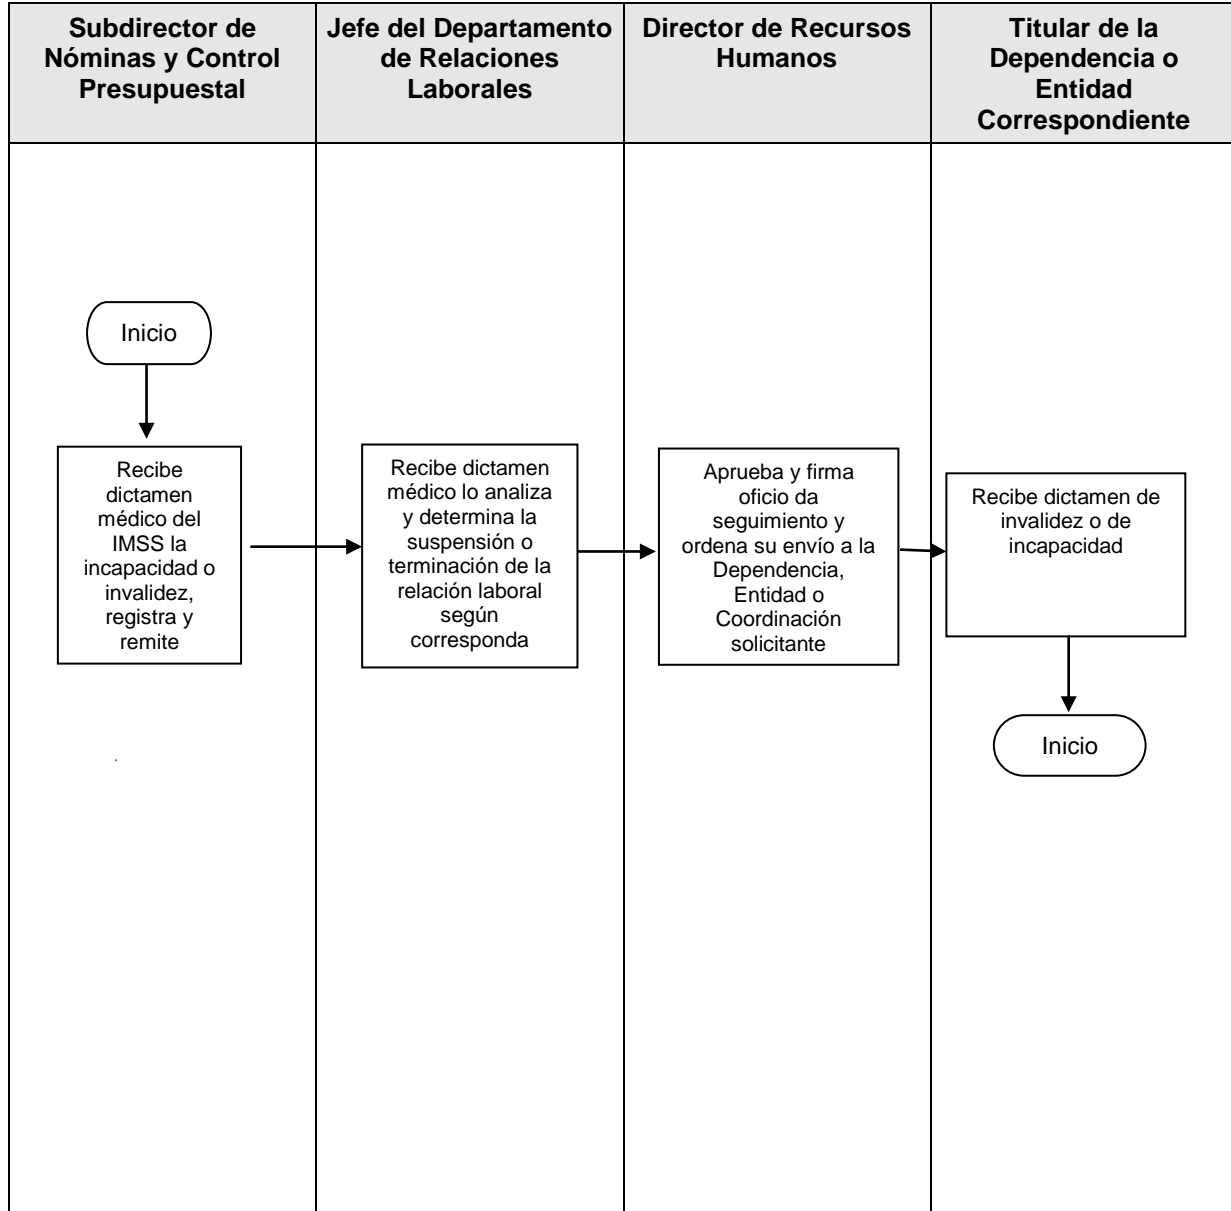 Subdirector de
Nóminas y Control
Presupuestal
Jefe del Departamento
de Relaciones
Laborales
Director de Recursos
Humanos
Titular de la
Dependencia o
Entidad
Correspondiente
Inicio
Recibe
dictamen
médico del
IMSS la
incapacidad o
invalidez,
registra y
remite
Recibe dictamen
médico lo analiza
y determina la
suspensión o
terminación de la
relación laboral
según
corresponda
Aprueba y firma
oficio da
seguimiento y
ordena su envío a la
Dependencia,
Entidad o
Coordinación
solicitante
Recibe dictamen de
invalidez o de
incapacidad
Inicio